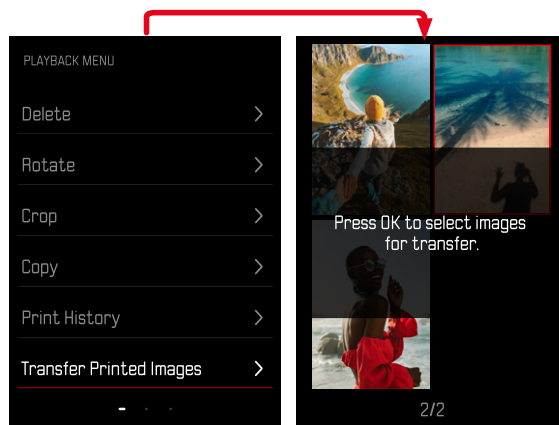 PLAYBACK MENU
Delete
Rotate
Crop
Copy
Print History
Transfer Printed Images
Press OK to select images
for transfer.
2/2